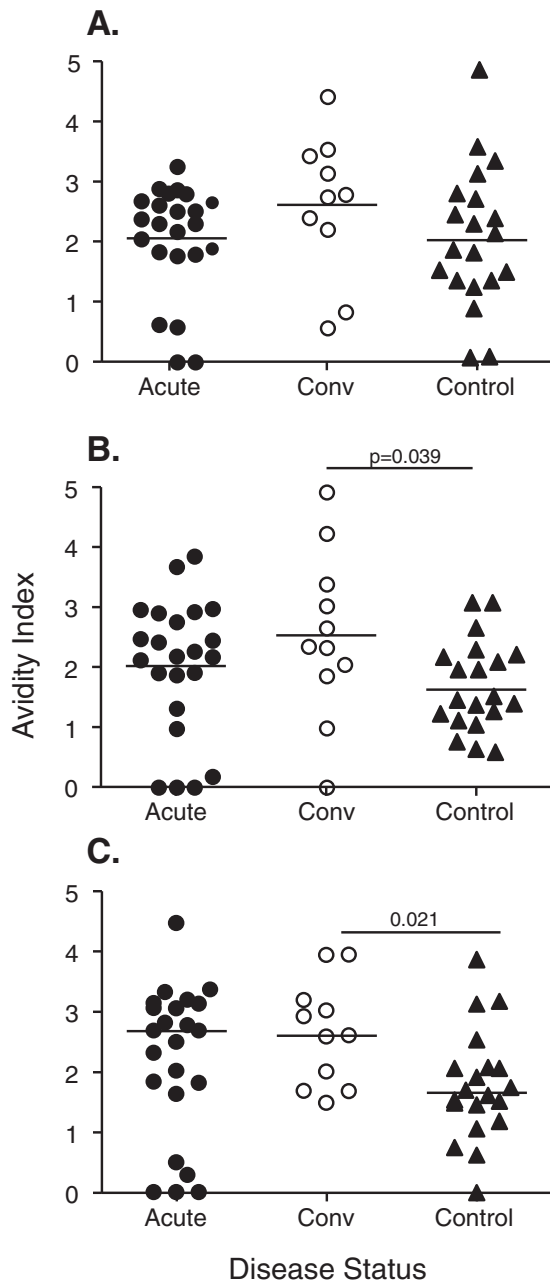 A.
5
4
3
2
1
0
Acute Conv Control
B.
p=0.039
5
4
3
2
1
0
Acute Conv Control
Avidity Index
C.
0.021
5
4
3
2
1
0
Acute Conv Control
Disease Status